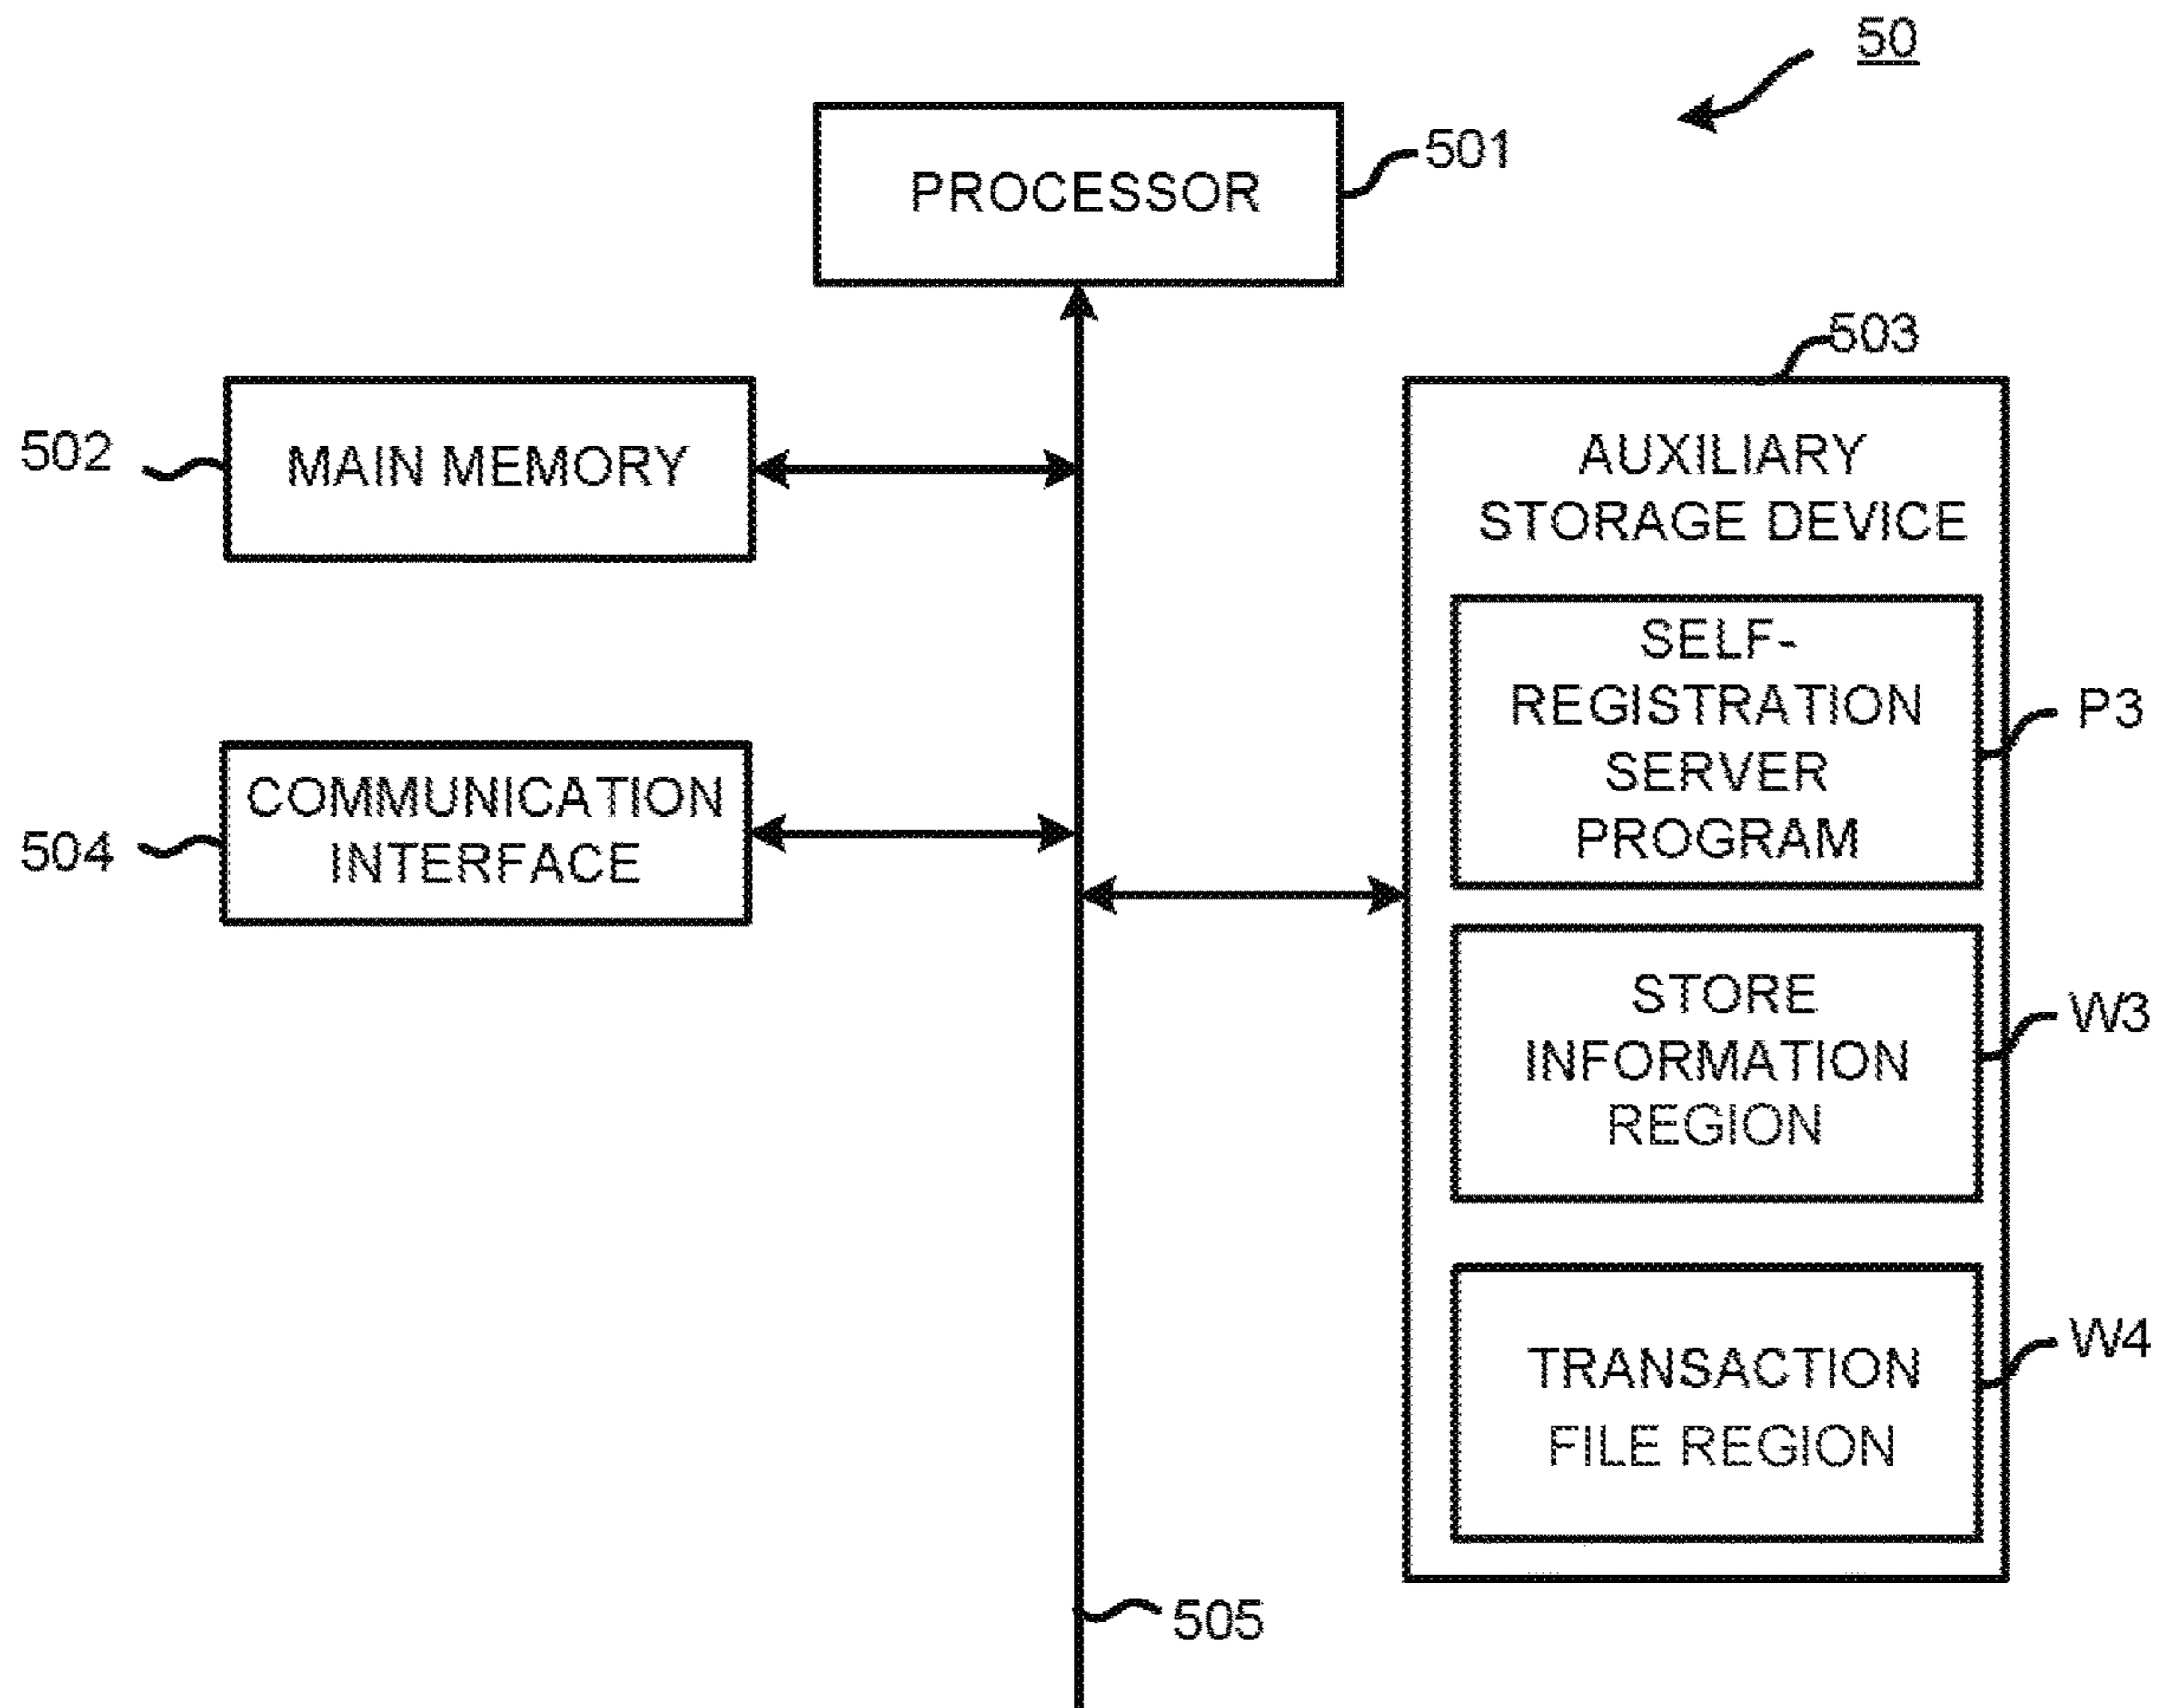 50
PROCESSOR
501
503
MAIN MEMORY
502
AUXILIARY
STORAGE DEVICE
SELF-
REGISTRATION
SERVER
PROGRAM
P3
COMMUNICATION
INTERFACE
504
STORE
INFORMATION
REGION
W3
TRANSACTION
FILE REGION
W4
505